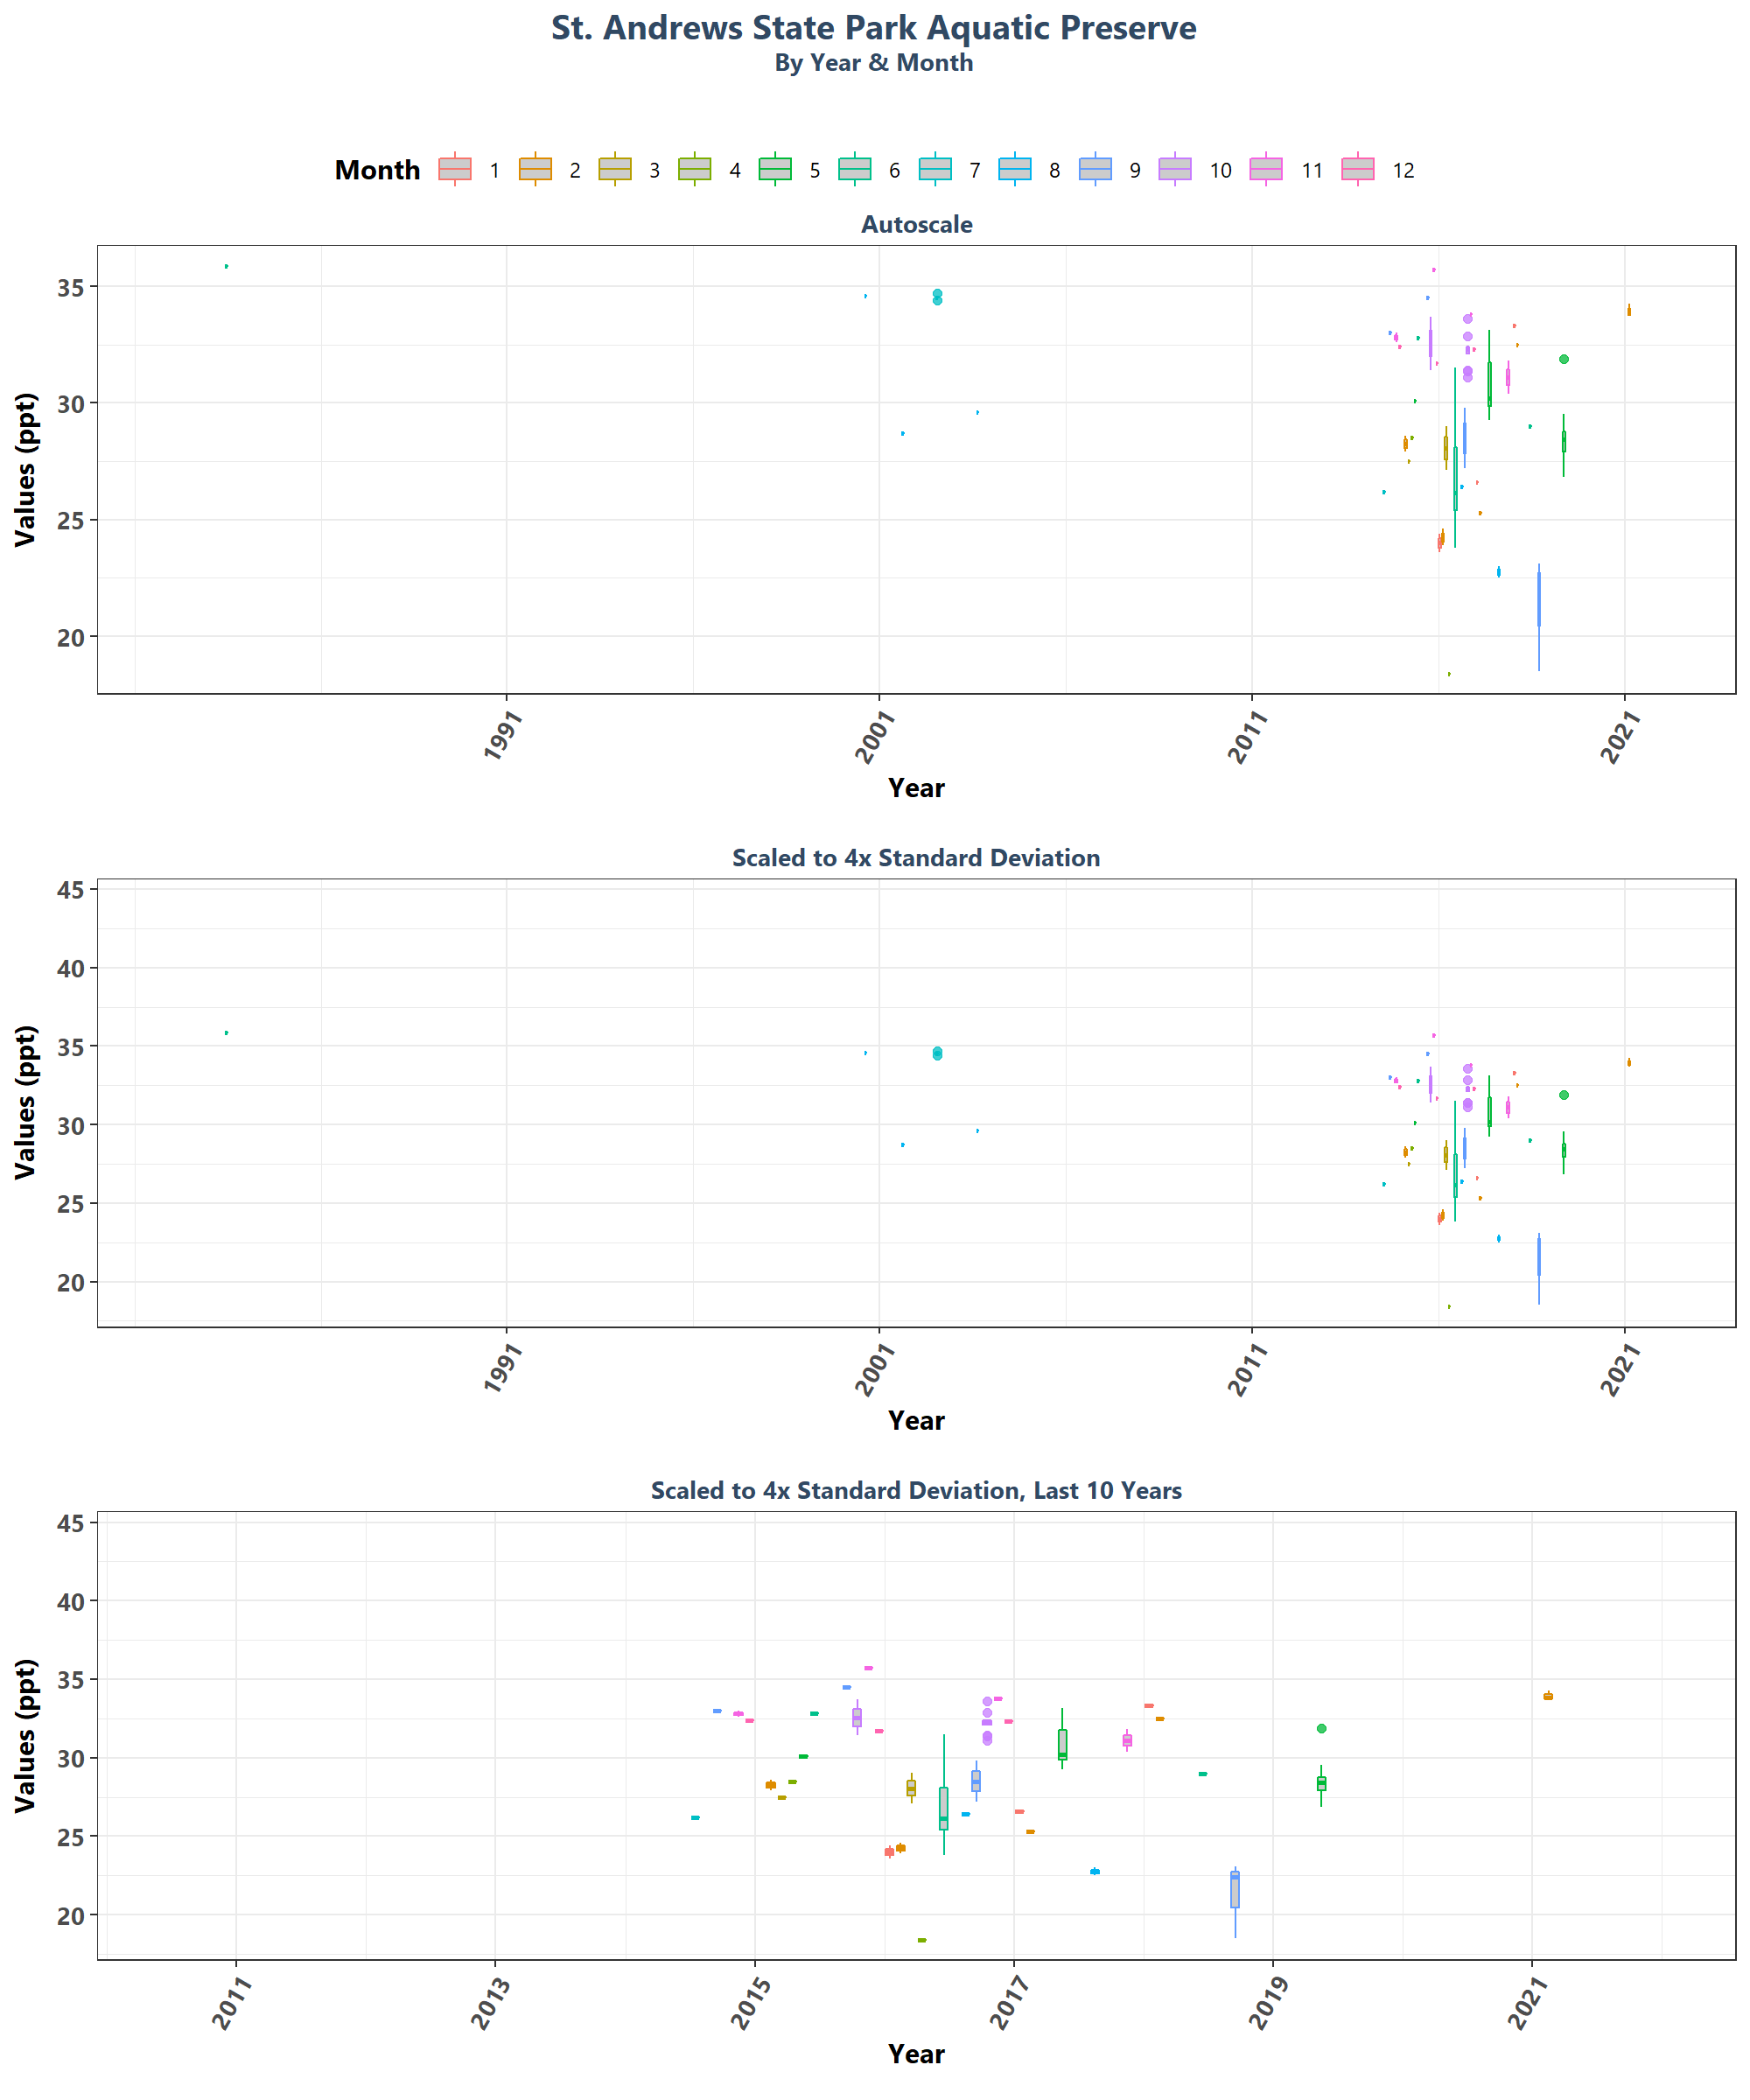 St. Andrews State Park Aquatic Preserve
By Year & Month
Month 1 2 3 4 5 6 7 8 9 10 11 12
Autoscale
Values (ppt)
35
30
25
20
1991 2001 2011 2021
Year
Scaled to 4x Standard Deviation
Values (ppt)
45
40
35
30
25
20
1991 2001 2011 2021
Year
Scaled to 4x Standard Deviation, Last 10 Years
Values (ppt)
45
40
35
30
25
20
2011 2013 2015 2017 2019 2021
Year